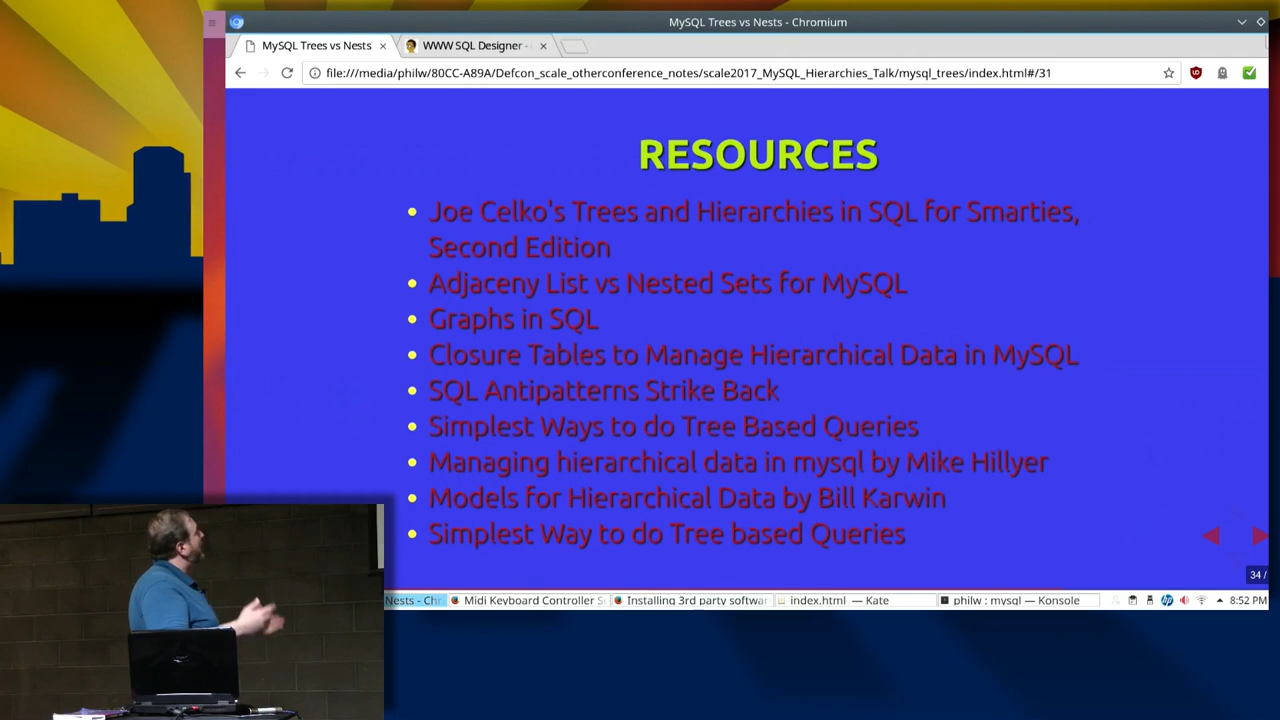 MySQL Trees vs Nests - Chromium
MySQL Trees vs Nests
WWW SQL Designer -
file:///media/philw/80CC-A89A/Defcon_scale_otherconference_notes/scale2017_MySQL_Hierarchies_Talk/mysql_trees/index.html#/31
RESOURCES
Joe Celko's Trees and Hierarchies in SQL for Smarties,
Second Edition
Adjaceny List vs Nested Sets for MySQL
Graphs in SQL
Closure Tables to Manage Hierarchical Data in MySQL
SQL Antipatterns Strike Back
Simplest Ways to do Tree Based Queries
Managing hierarchical data in mysql by Mike Hillyer
Models for Hierarchical Data by Bill Karwin
Simplest Way to do Tree based Queries
34 /
Nests - Chr Midi Keyboard Controller S Installing 3rd party softwar index.html — Kate philw : mysql — Konsole 8:52 PM